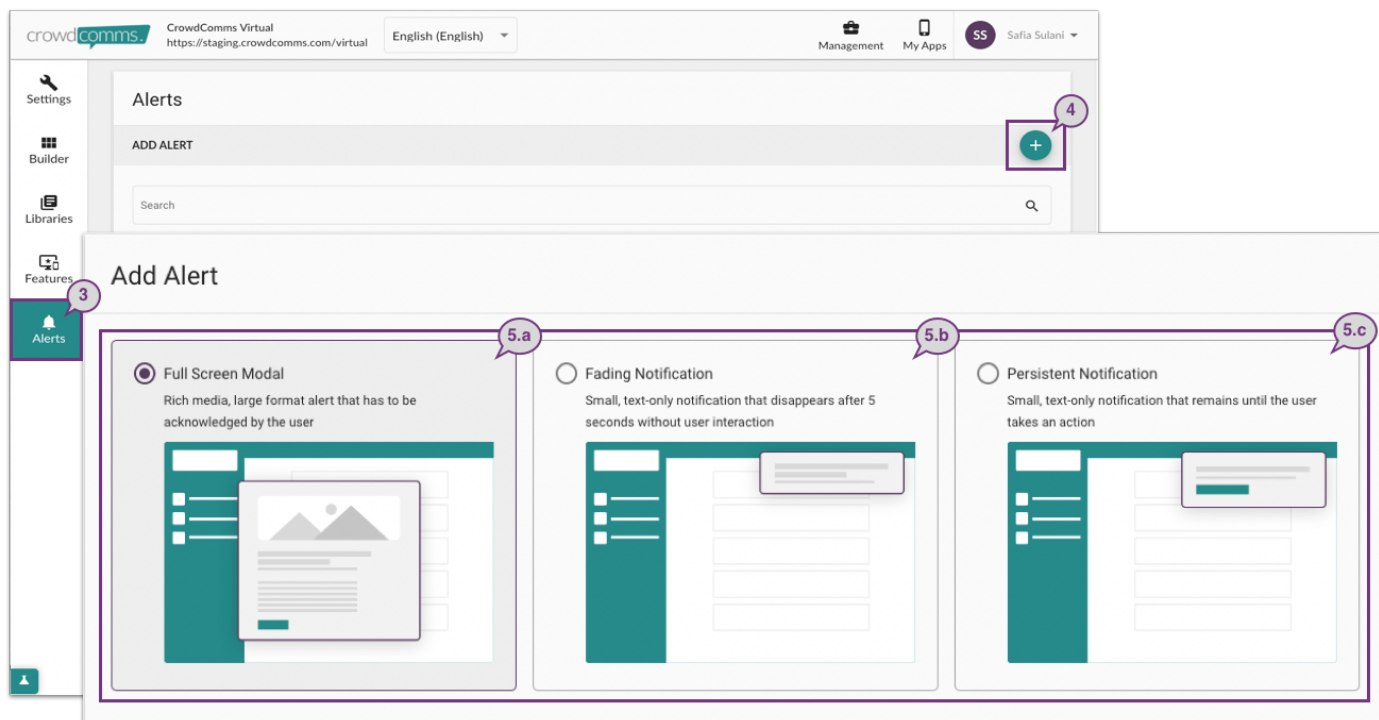 crowdcomms.
CrowdComms Virtual
https://staging.crowdcomms.com/virtual
English (English)
Management
My Apps
SS
Safia Sulani
Settings
Builder
Libraries
Features
3
Alerts
Alerts
4
ADD ALERT
+
Search
Add Alert
5.a
Full Screen Modal
Rich media, large format alert that has to be
acknowledged by the user
5.b
Fading Notification
Small, text-only notification that disappears after 5
seconds without user interaction
5.c
Persistent Notification
Small, text-only notification that remains until the user
takes an action